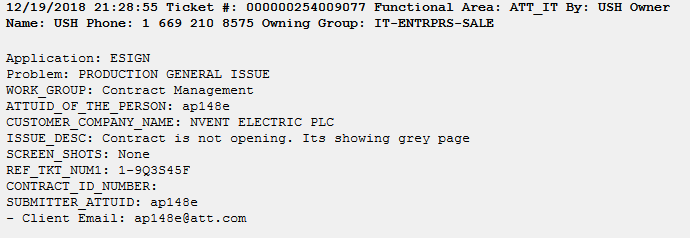 12/19/2018 21:28:55 Ticket #: 000000254009077 Functional Area: ATT_IT By: USH Owner
Name: USH Phone: 1 669 210 8575 Owning Group: IT-ENTRPRS-SALE
Application: ESIGN
Problem: PRODUCTION GENERAL ISSUE
WORK_GROUP: Contract Management
ATTUID_OF_THE_PERSON: ap148e
CUSTOMER_COMPANY_NAME: NVENT ELECTRIC PLC
ISSUE_DESC: Contract is not opening. Its showing grey page
SCREEN_SHOTS: None
REF_TKT_NUM1: 1-9Q3S45F
CONTRACT_ID_NUMBER:
SUBMITTER_ATTUID: ap148e
- Client Email: ap148e@att.com